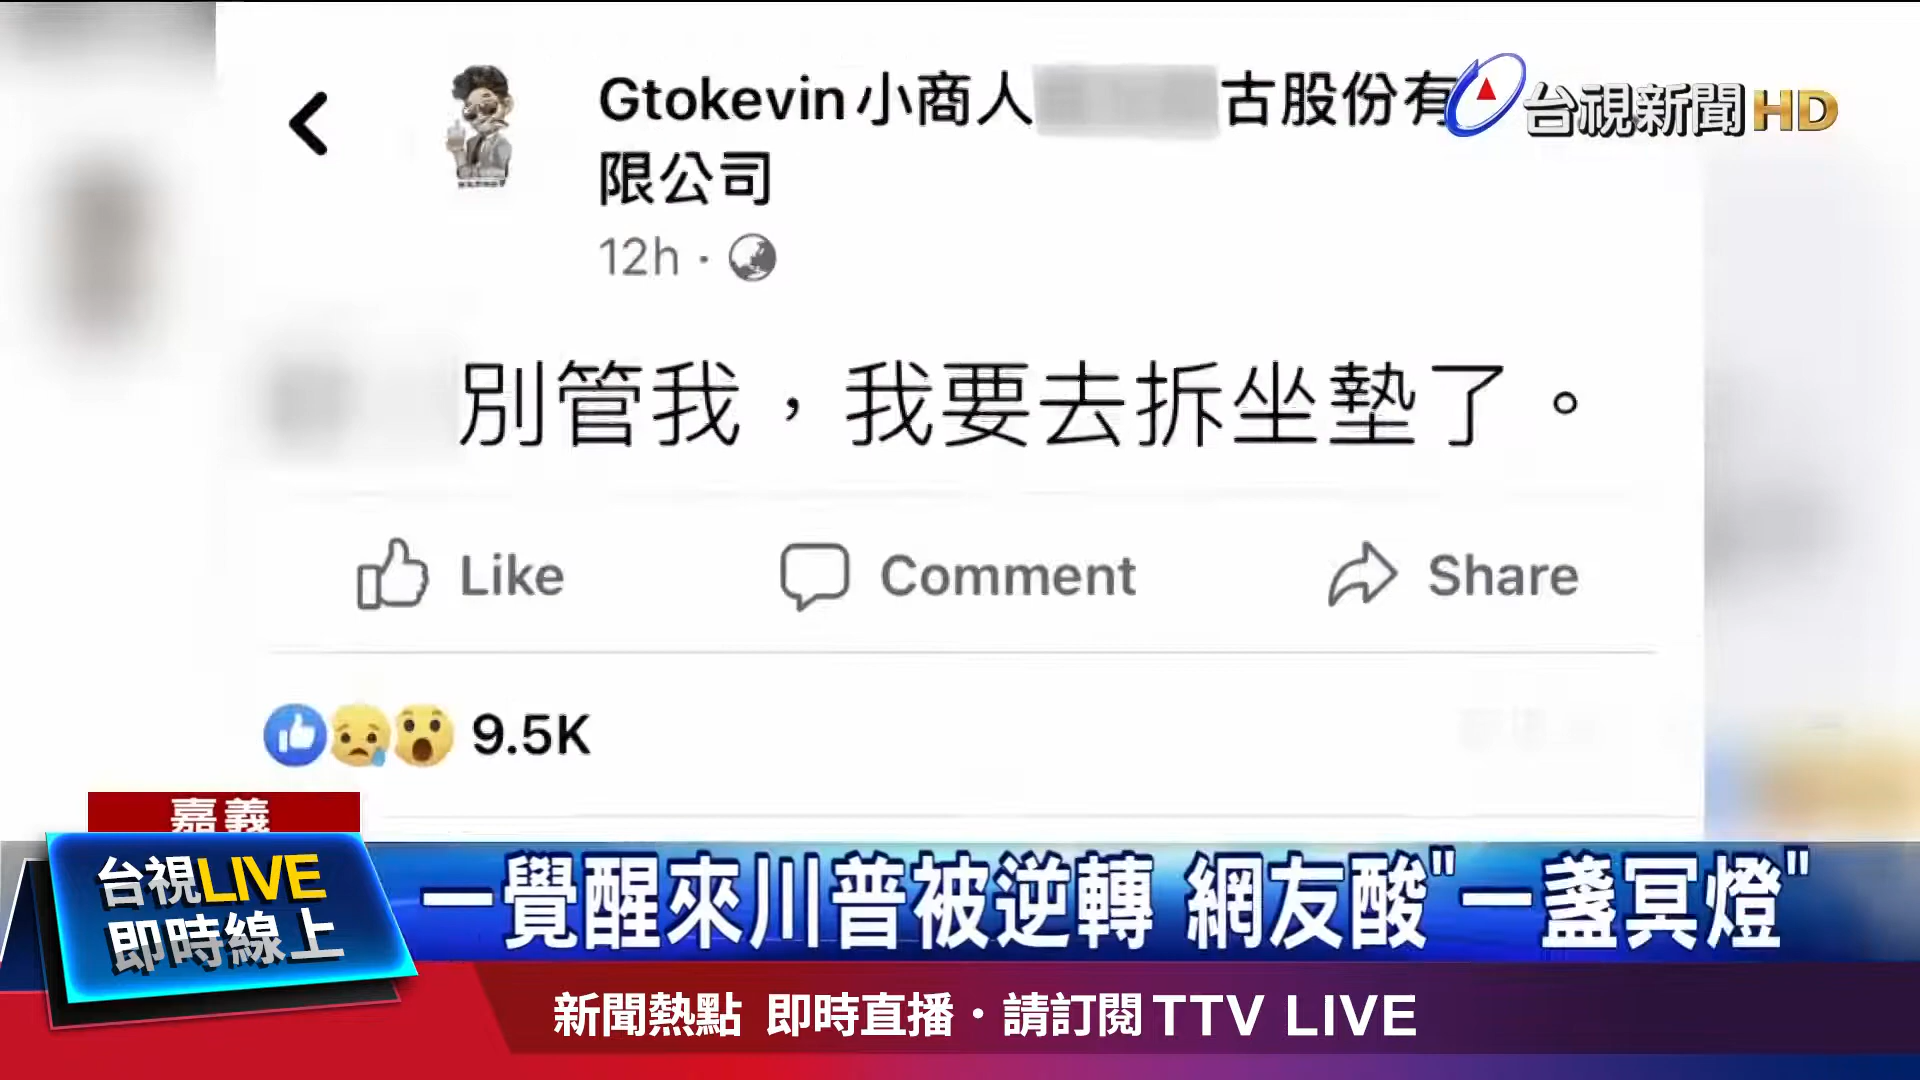 Gtokevin小商人 古股份有
限公司
台視新聞HD
12h ·
別管我，我要去拆坐墊了。
Like
Comment
Share
9.5K
嘉義
台視LIVE
即時線上
一覺醒來川普被逆轉 網友酸"一盞冥燈"
新聞熱點 即時直播·請訂閱TTV LIVE